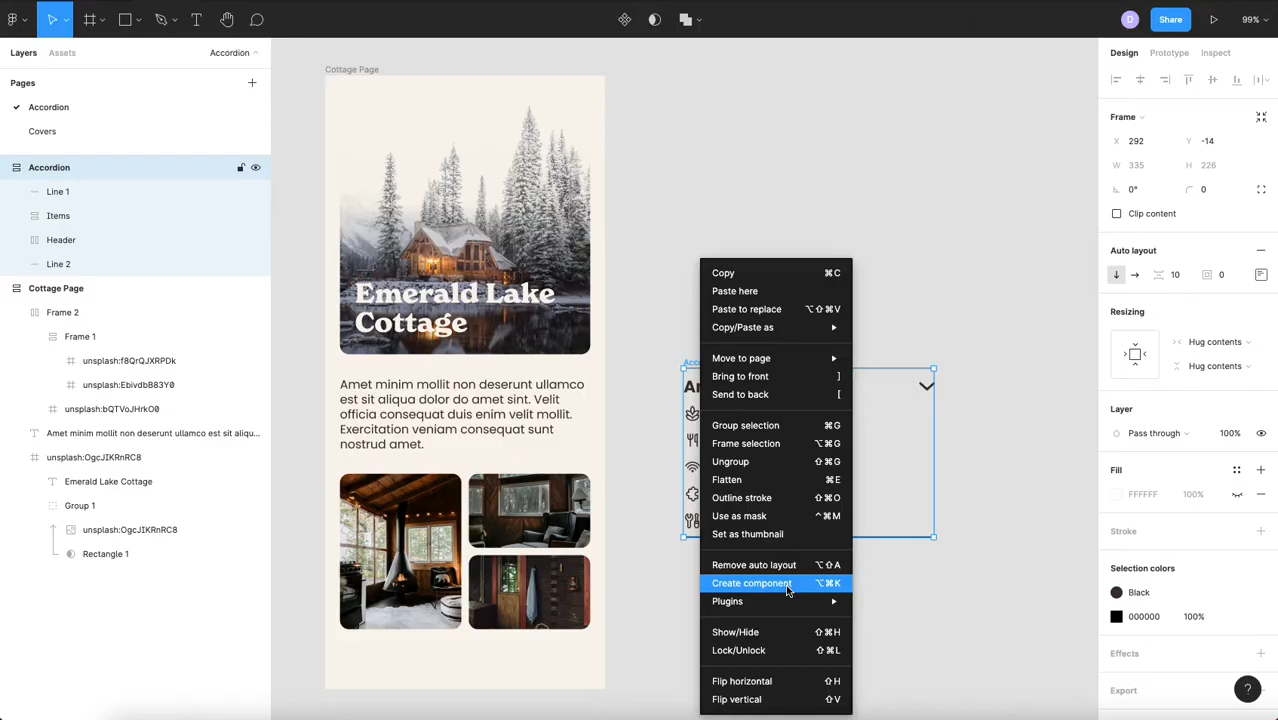 Share
99%
Layers
Assets
Accordion
Pages
Accordion
Covers
Accordion
Line 1
Items
Header
Line 2
Cottage Page
Frame 2
Frame 1
unsplash:f8QrQJXRPDk
unsplash:EbivdbB83Y0
unsplash:bQTVoJHrkO0
Amet minim mollit non deserunt ullamco est sit aliqu...
unsplash:OgcJIKRnRC8
Emerald Lake Cottage
Group 1
unsplash:OgcJIKRnRC8
Rectangle 1
Cottage Page
Emerald Lake
Cottage
Amet minim mollit non deserunt ullamco
est sit aliqua dolor do amet sint. Velit
officia consequat duis enim velit mollit.
Exercitation veniam consequat sunt
nostrud amet.
Copy ⌘C
Paste here
Paste to replace ⌥⇧⌘V
Copy/Paste as
Move to page
Bring to front ]
Send to back [
Group selection ⌘G
Frame selection ⌥⌘G
Ungroup ⇧⌘G
Flatten ⌘E
Outline stroke ⇧⌘O
Use as mask ^⌘M
Set as thumbnail
Remove auto layout ⌥⇧A
Create component ⌥⌘K
Plugins
Show/Hide ⇧⌘H
Lock/Unlock ⇧⌘L
Flip horizontal ⇧H
Flip vertical ⇧V
D
Design
Prototype
Inspect
Frame
X 292 Y -14
W 335 H 226
0° 0
Clip content
Auto layout
10 0
Resizing
Hug contents
Hug contents
Layer
Pass through 100%
Fill
FFFFFF 100%
Stroke
Selection colors
Black
000000 100%
Effects
Export
?